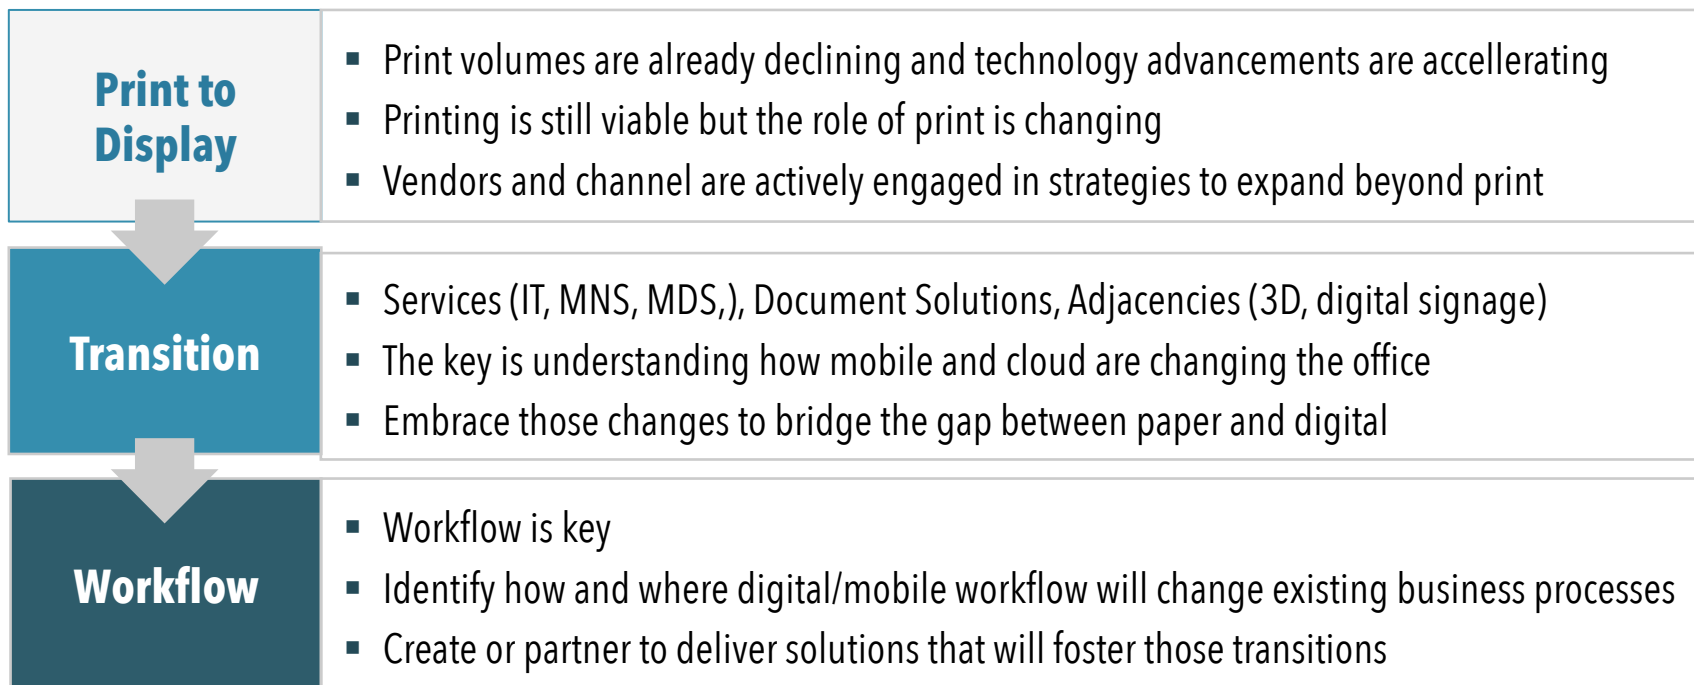 Print to
Display
▪ Print volumes are already declining and technology advancements are accellerating
▪ Printing is still viable but the role of print is changing
▪ Vendors and channel are actively engaged in strategies to expand beyond print
Transition
▪ Services (IT, MNS, MDS,), Document Solutions, Adjacencies (3D, digital signage)
▪ The key is understanding how mobile and cloud are changing the office
▪ Embrace those changes to bridge the gap between paper and digital
Workflow
▪ Workflow is key
▪ Identify how and where digital/mobile workflow will change existing business processes
▪ Create or partner to deliver solutions that will foster those transitions